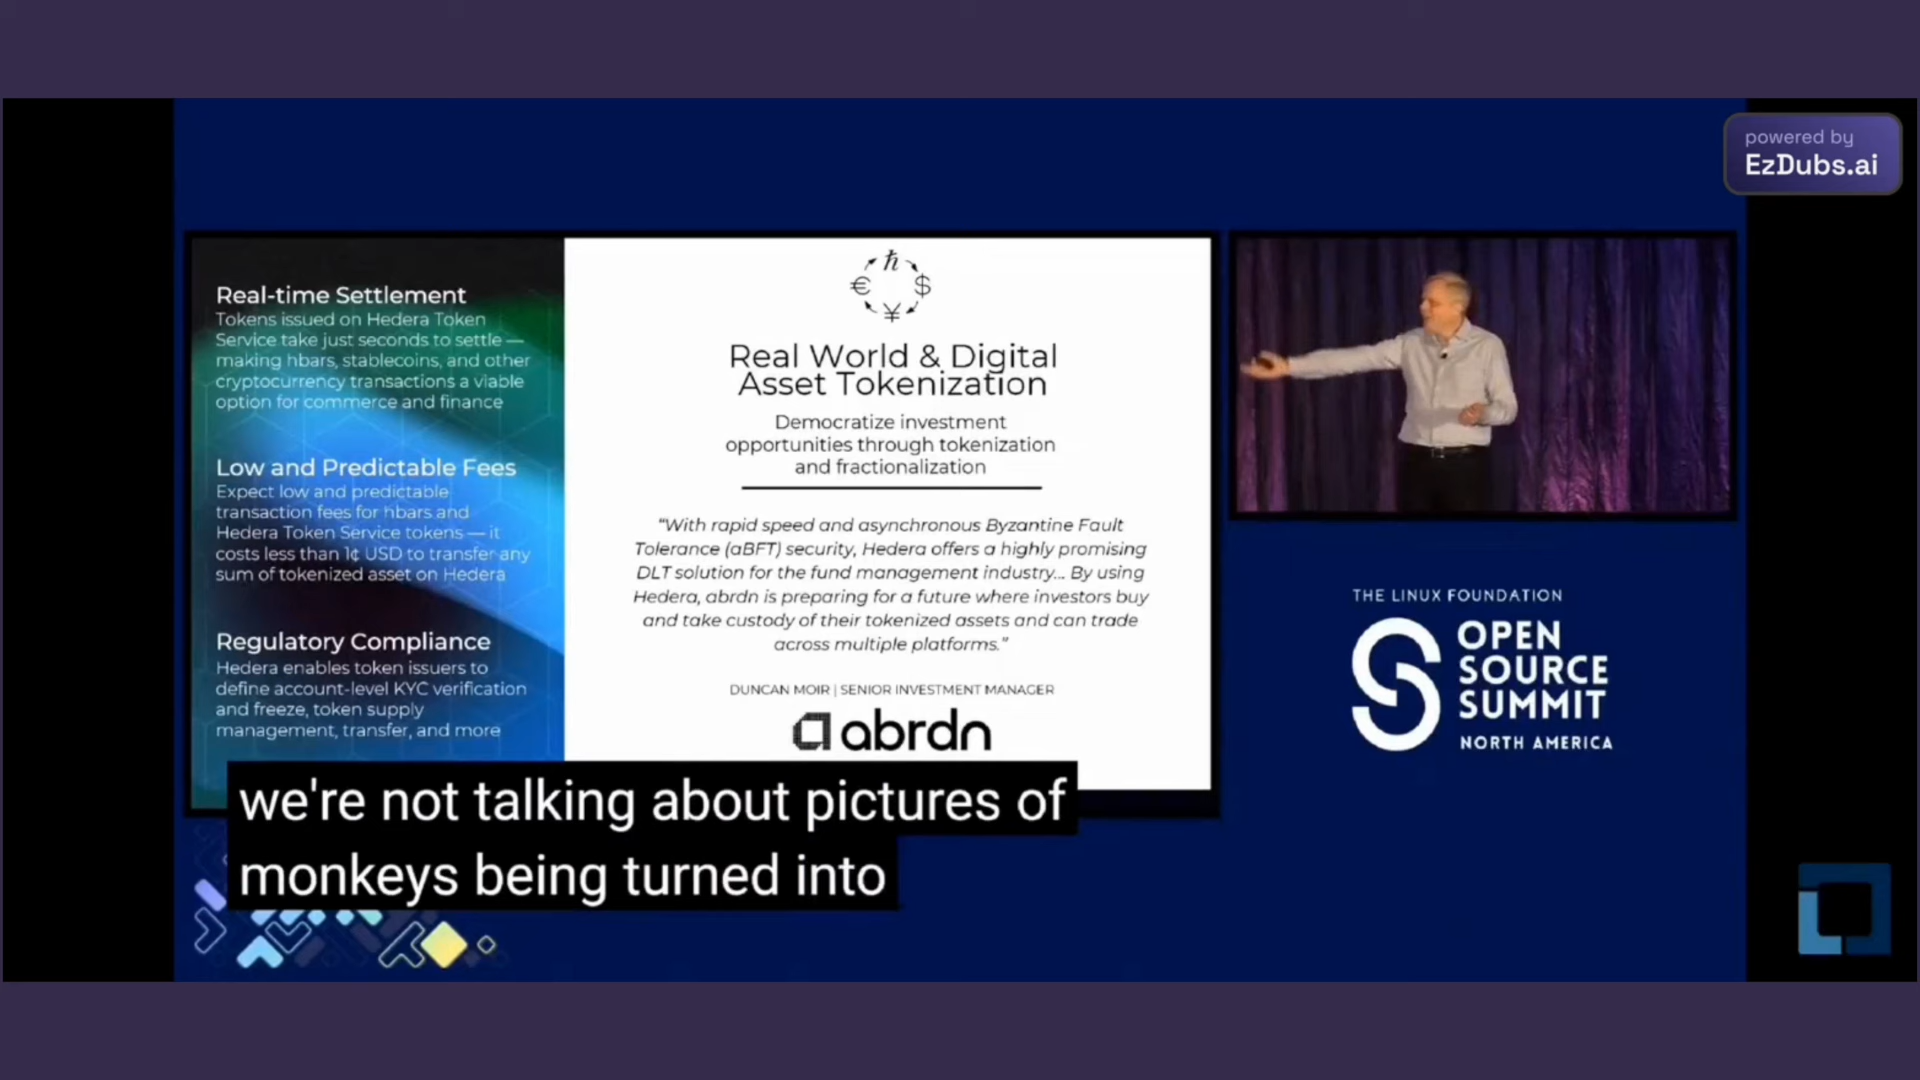 powered by
EzDubs.ai
Real-time Settlement
Tokens issued on Hedera Token
Service take just seconds to settle —
making hbars, stablecoins, and other
cryptocurrency transactions a viable
option for commerce and finance
Low and Predictable Fees
Expect low and predictable
transaction fees for hbars and
Hedera Token Service tokens — it
costs less than 1¢ USD to transfer any
sum of tokenized asset on Hedera
Regulatory Compliance
Hedera enables token issuers to
define account-level KYC verification
and freeze, token supply
management, transfer, and more
ℏ
€ $
¥
Real World & Digital
Asset Tokenization
Democratize investment
opportunities through tokenization
and fractionalization
“With rapid speed and asynchronous Byzantine Fault
Tolerance (aBFT) security, Hedera offers a highly promising
DLT solution for the fund management industry... By using
Hedera, abrdn is preparing for a future where investors buy
and take custody of their tokenized assets and can trade
across multiple platforms.”
DUNCAN MOIR | SENIOR INVESTMENT MANAGER
abrdn
THE LINUX FOUNDATION
OPEN
SOURCE
SUMMIT
NORTH AMERICA
we're not talking about pictures of
monkeys being turned into